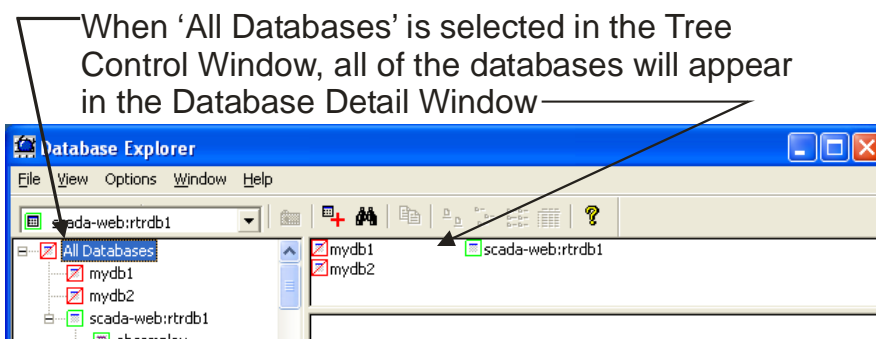 When ‘All Databases’ is selected in the Tree
Control Window, all of the databases will appear
in the Database Detail Window
Database Explorer
File View Options Window Help
scada-web:rtrdb1
All Databases
mydb1
mydb2
scada-web:rtrdb1
mydb1 scada-web:rtrdb1
mydb2